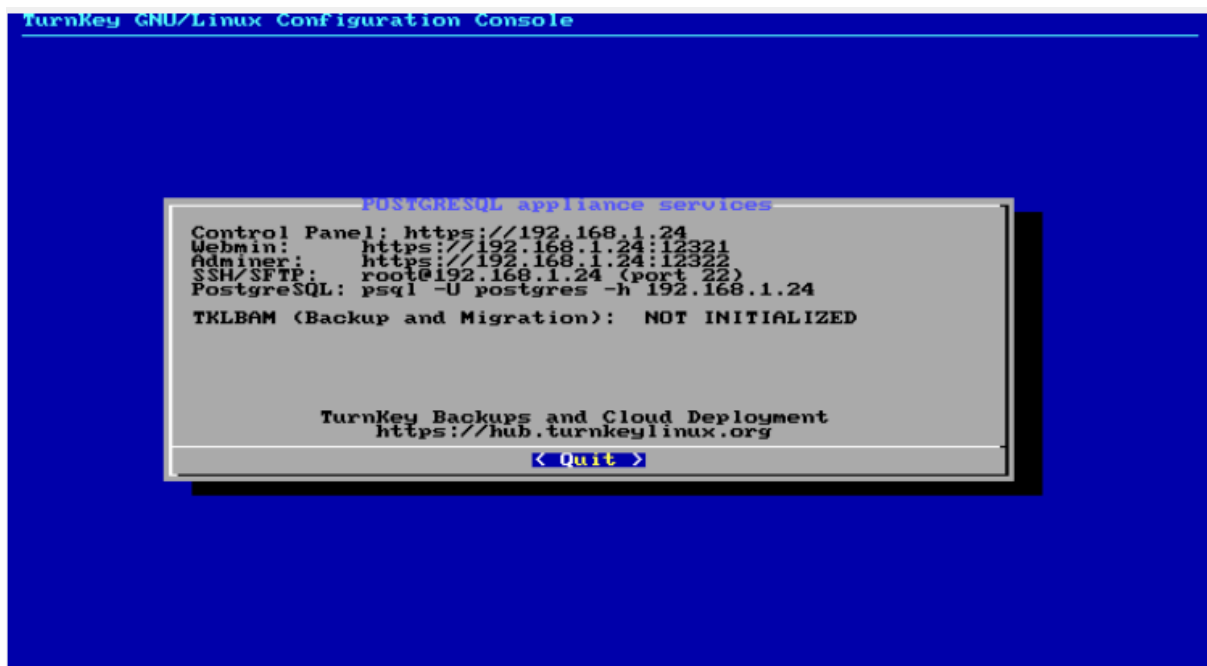 TurnKey GNU/Linux Configuration Console
POSTGRESQL appliance services
Control Panel: https://192.168.1.24
Webmin: https://192.168.1.24:12321
Adminer: https://192.168.1.24:12322
SSH/SFTP: root@192.168.1.24 (port 22)
PostgreSQL: psql -U postgres -h 192.168.1.24
TKLBAM (Backup and Migration): NOT INITIALIZED
TurnKey Backups and Cloud Deployment
https://hub.turnkeylinux.org
< Quit >